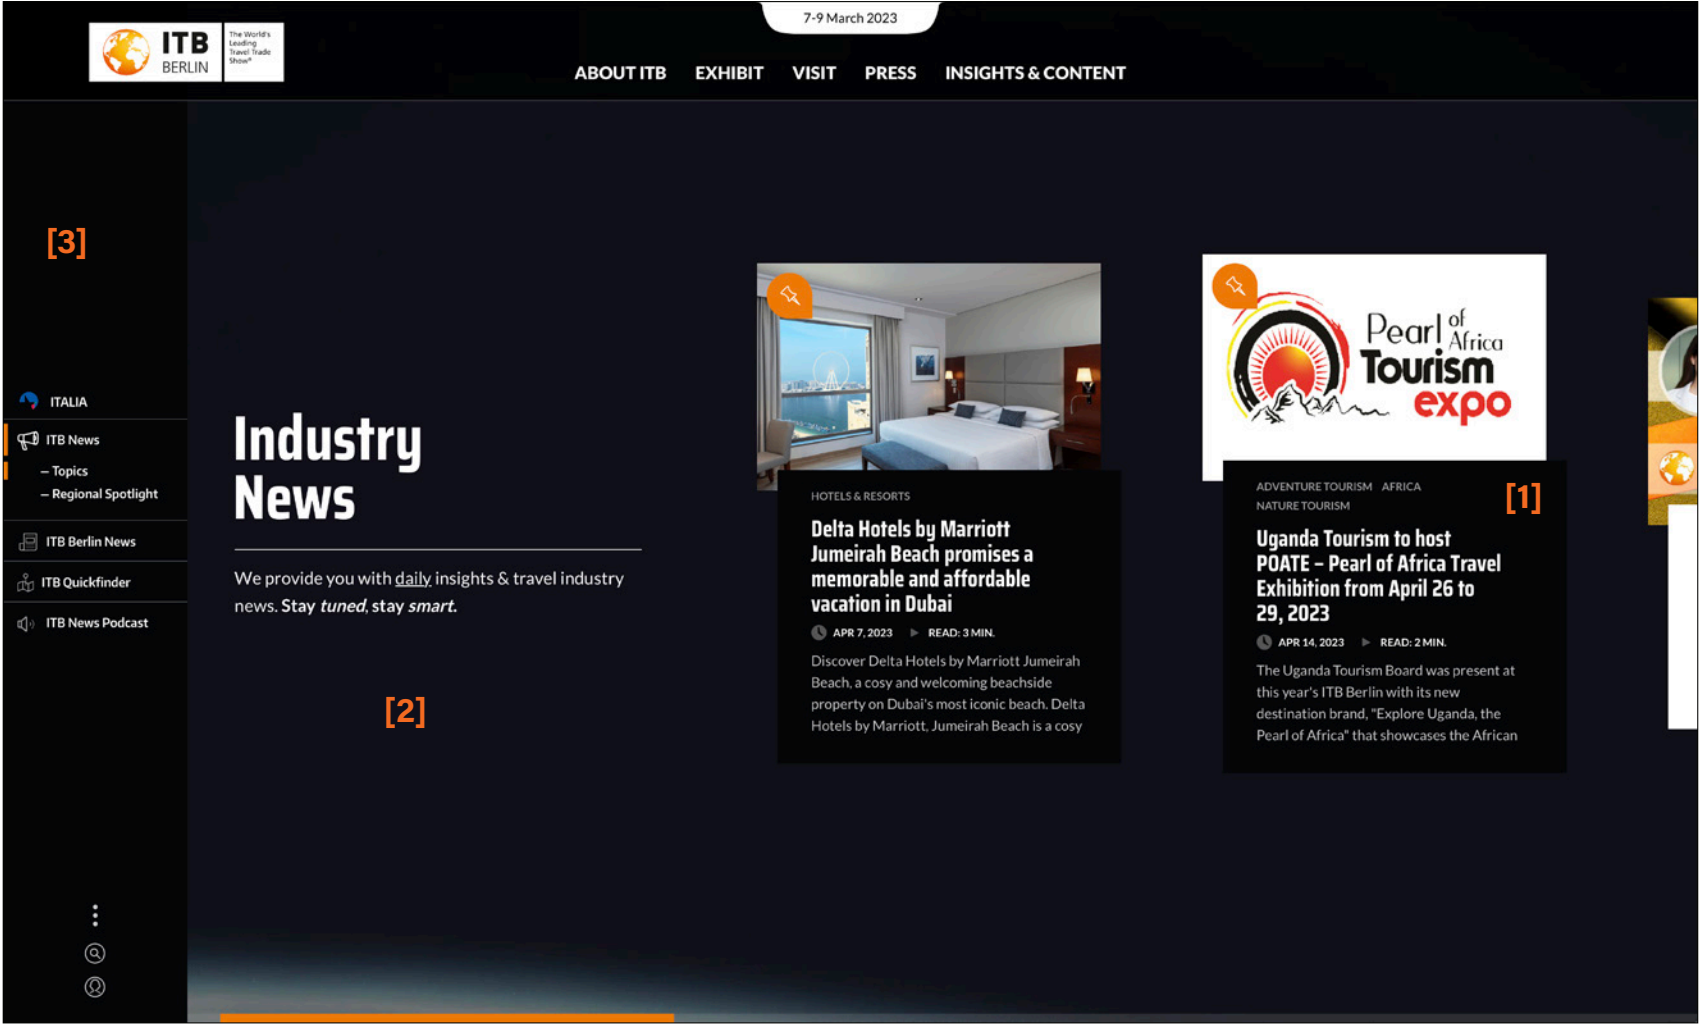 7-9 March 2023
ITB
BERLIN
The World's
Leading
Travel Trade
Show®
ABOUT ITB EXHIBIT VISIT PRESS INSIGHTS & CONTENT
[3]
ITALIA
ITB News
– Topics
– Regional Spotlight
ITB Berlin News
ITB Quickfinder
ITB News Podcast
Industry
News
We provide you with daily insights & travel industry
news. Stay tuned, stay smart.
[2]
HOTELS & RESORTS
Delta Hotels by Marriott
Jumeirah Beach promises a
memorable and affordable
vacation in Dubai
APR 7, 2023 READ: 3 MIN.
Discover Delta Hotels by Marriott Jumeirah
Beach, a cosy and welcoming beachside
property on Dubai's most iconic beach. Delta
Hotels by Marriott, Jumeirah Beach is a cosy
Pearl of Africa
Tourism
expo
ADVENTURE TOURISM AFRICA
NATURE TOURISM
[1]
Uganda Tourism to host
POATE – Pearl of Africa Travel
Exhibition from April 26 to
29, 2023
APR 14, 2023 READ: 2 MIN.
The Uganda Tourism Board was present at
this year's ITB Berlin with its new
destination brand, "Explore Uganda, the
Pearl of Africa" that showcases the African